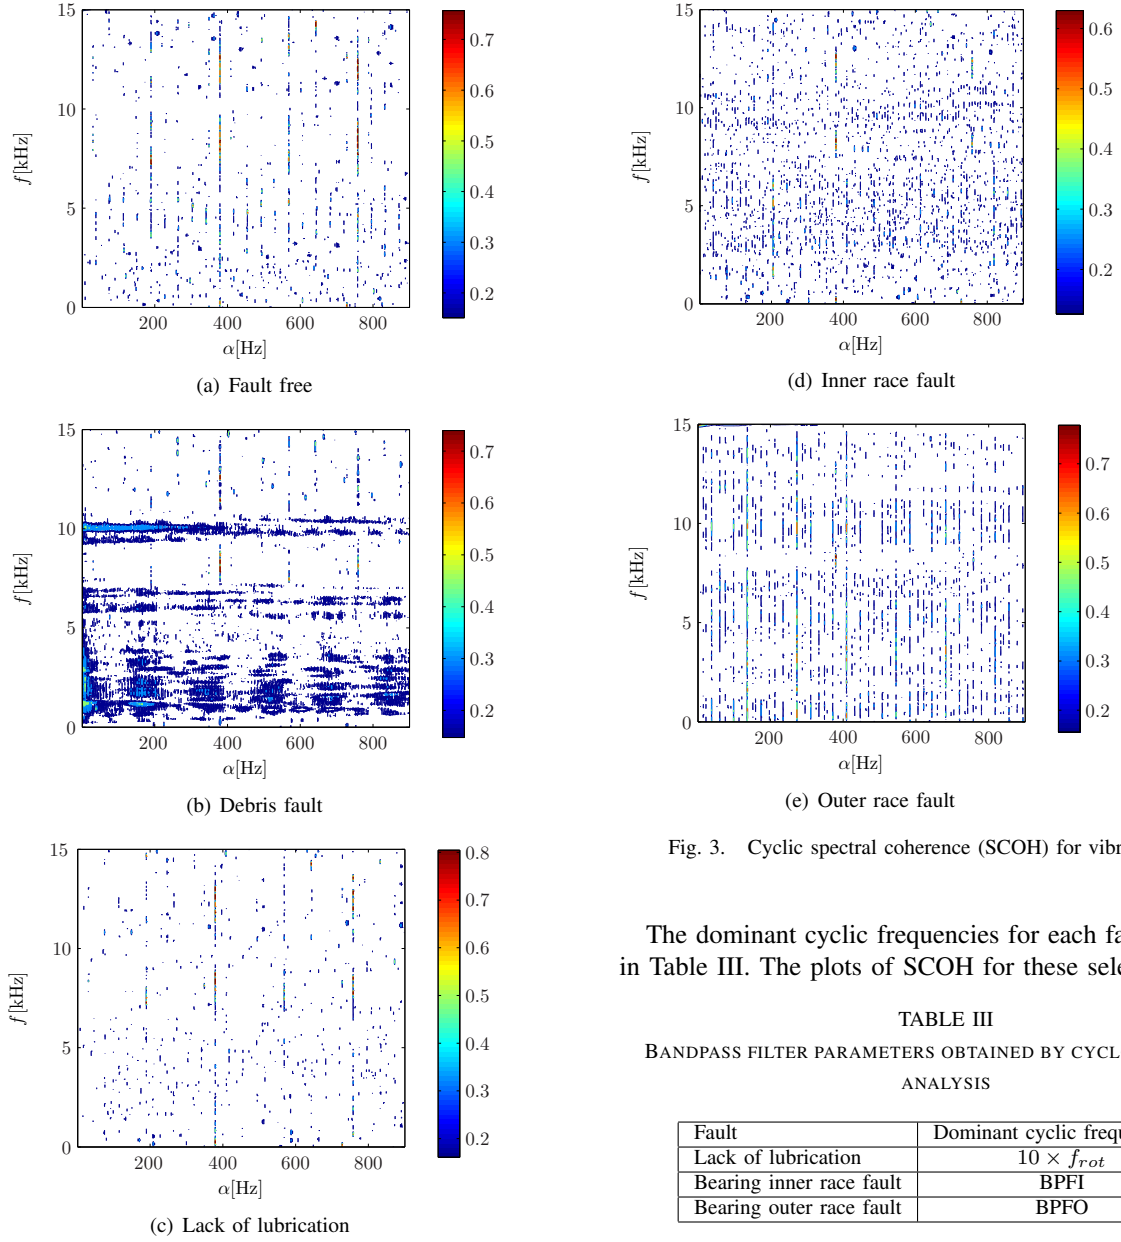 15
10
5
0
f[kHz]
200
400
600
800
α[Hz]
0.7
0.6
0.5
0.4
0.3
0.2
(a) Fault free
15
10
5
0
f[kHz]
200
400
600
800
α[Hz]
0.7
0.6
0.5
0.4
0.3
0.2
(b) Debris fault
15
10
5
0
f[kHz]
200
400
600
800
α[Hz]
0.8
0.7
0.6
0.5
0.4
0.3
0.2
(c) Lack of lubrication
15
10
5
0
f[kHz]
200
400
600
800
α[Hz]
0.6
0.5
0.4
0.3
0.2
(d) Inner race fault
15
10
5
0
f[kHz]
200
400
600
800
α[Hz]
0.7
0.6
0.5
0.4
0.3
0.2
(e) Outer race fault
Fig. 3. Cyclic spectral coherence (SCOH) for vibr
The dominant cyclic frequencies for each fa
in Table III. The plots of SCOH for these sele
TABLE III
BANDPASS FILTER PARAMETERS OBTAINED BY CYCL
ANALYSIS
Fault Dominant cyclic frequ
Lack of lubrication 10 × f_rot
Bearing inner race fault BPFI
Bearing outer race fault BPFO